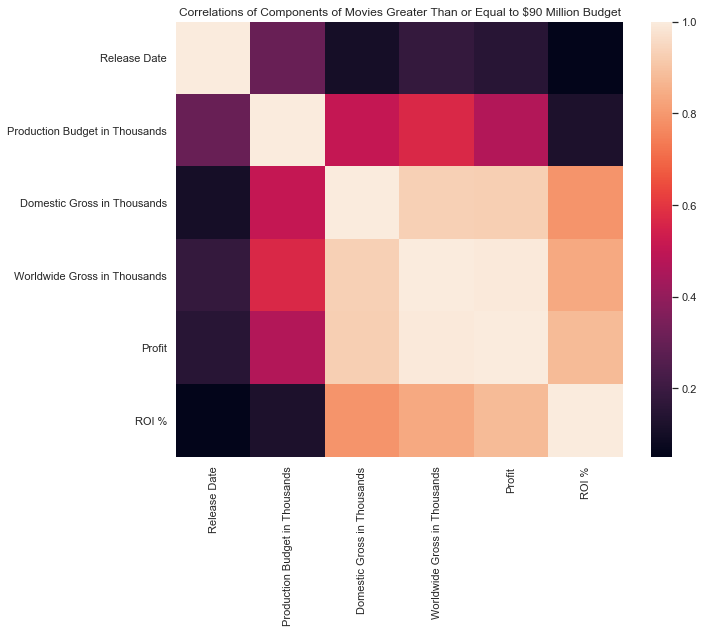 Correlations of Components of Movies Greater Than or Equal to $90 Million Budget
Release Date
Production Budget in Thousands
Domestic Gross in Thousands
Worldwide Gross in Thousands
Profit
ROI %
Release Date
Production Budget in Thousands
Domestic Gross in Thousands
Worldwide Gross in Thousands
Profit
ROI %
1.0
0.8
0.6
0.4
0.2